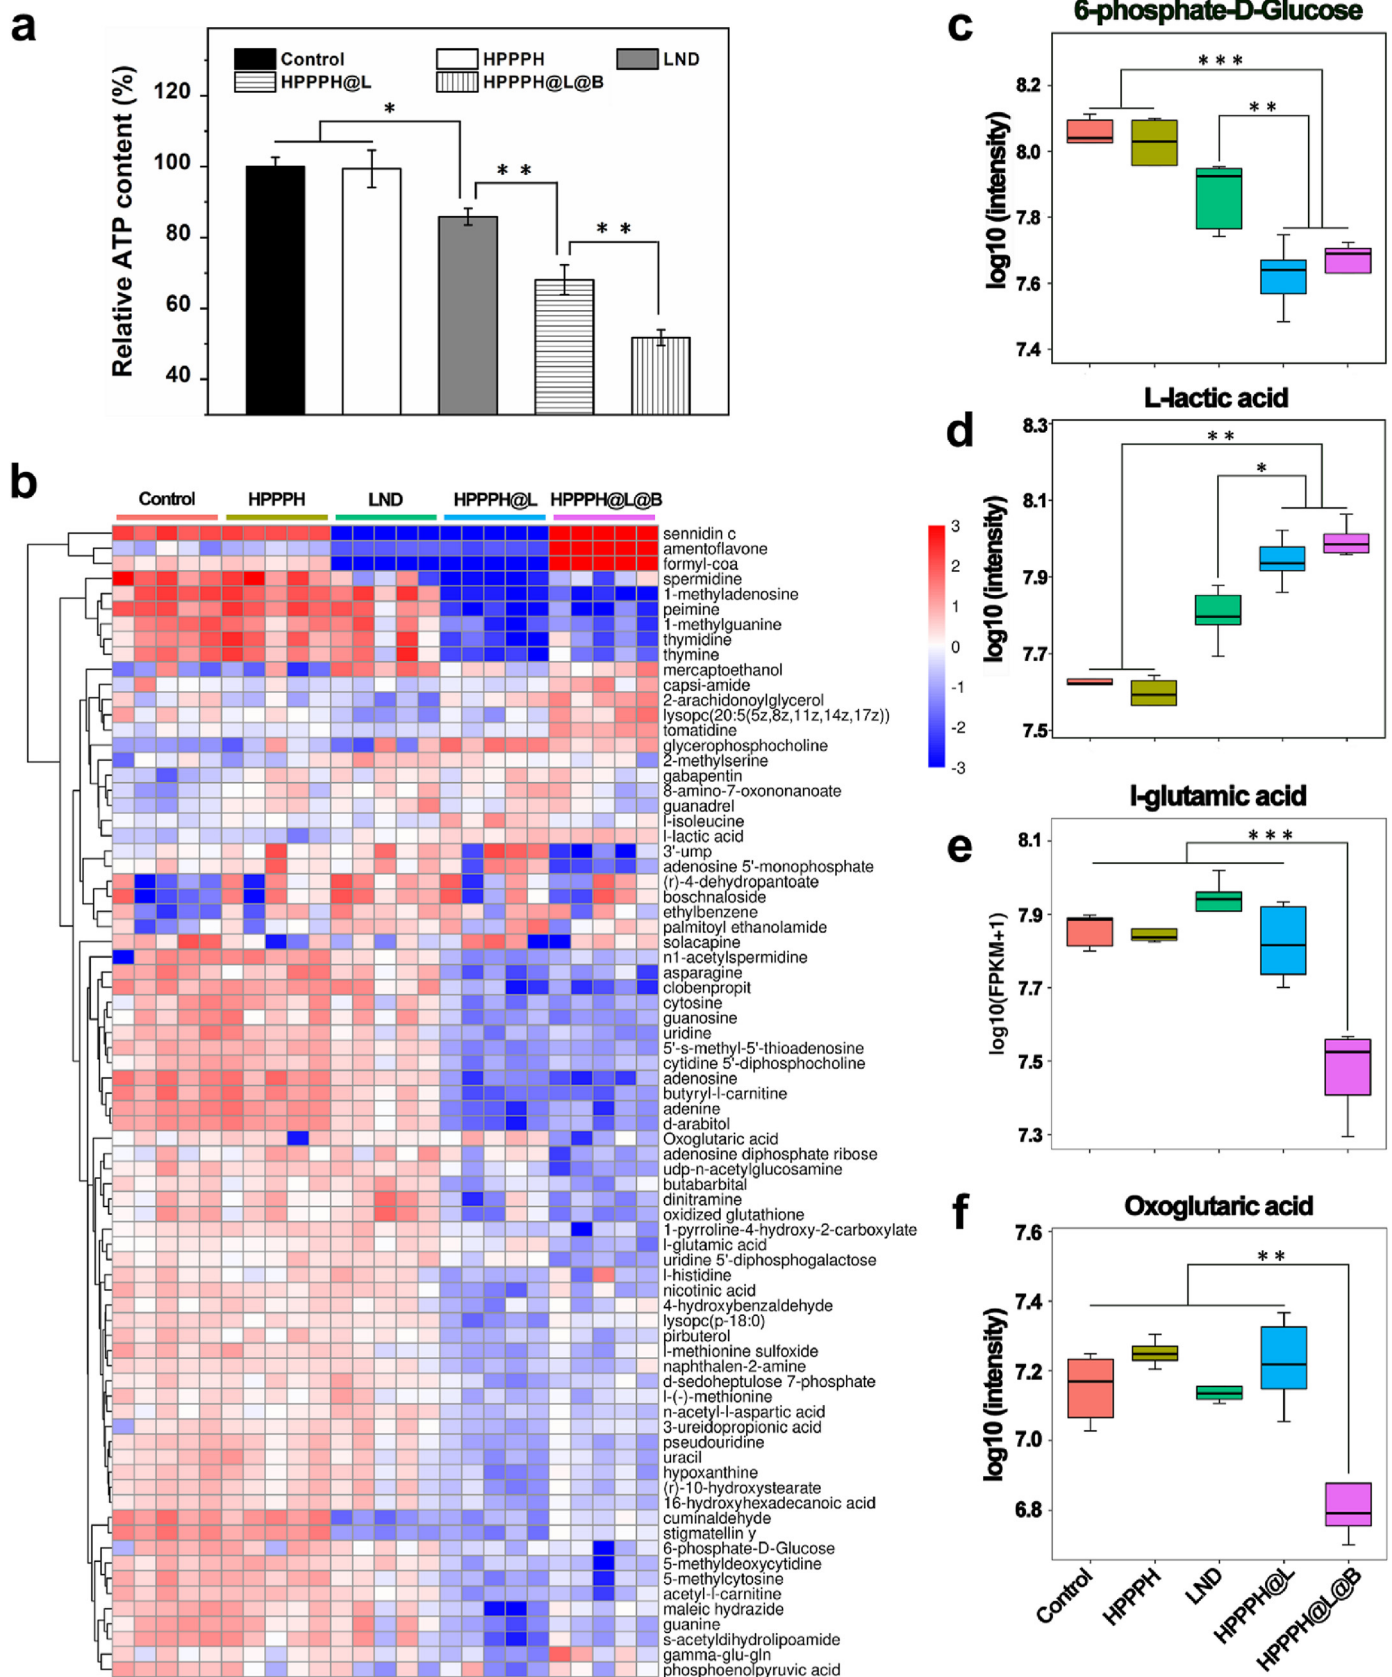 a
Control
HPPPH
LND
HPPPH@L
HPPPH@L@B
Relative ATP content (%)
120
100
80
60
40
*
* *
* *
b
Control
HPPPH
LND
HPPPH@L
HPPPH@L@B
sennidin c
amentoflavone
formyl-coa
spermidine
1-methyladenosine
peimine
1-methylguanine
thymidine
thymine
mercaptoethanol
capsi-amide
2-arachidonoylglycerol
lysopc(20:5(5z,8z,11z,14z,17z))
tomatidine
glycerophosphocholine
2-methylserine
gabapentin
8-amino-7-oxononanoate
guanadrel
l-isoleucine
l-lactic acid
3'-ump
adenosine 5'-monophosphate
(r)-4-dehydropantoate
boschnaloside
ethylbenzene
palmitoyl ethanolamide
solacapine
n1-acetylspermidine
asparagine
clobenpropit
cytosine
guanosine
uridine
5'-s-methyl-5'-thioadenosine
cytidine 5'-diphosphocholine
adenosine
butyryl-l-carnitine
adenine
d-arabitol
Oxoglutaric acid
adenosine diphosphate ribose
udp-n-acetylglucosamine
butabarbital
dinitramine
oxidized glutathione
1-pyrroline-4-hydroxy-2-carboxylate
l-glutamic acid
uridine 5'-diphosphogalactose
l-histidine
nicotinic acid
4-hydroxybenzaldehyde
lysopc(p-18:0)
pirbuterol
l-methionine sulfoxide
naphthalen-2-amine
d-sedoheptulose 7-phosphate
l-(-)-methionine
n-acetyl-l-aspartic acid
3-ureidopropionic acid
pseudouridine
uracil
hypoxanthine
(r)-10-hydroxystearate
16-hydroxyhexadecanoic acid
cuminaldehyde
stigmatellin y
6-phosphate-D-Glucose
5-methyldeoxycytidine
5-methylcytosine
acetyl-l-carnitine
maleic hydrazide
guanine
s-acetyldihydrolipoamide
gamma-glu-gln
phosphoenolpyruvic acid
3
2
1
0
-1
-2
-3
c
6-phosphate-D-Glucose
log10 (intensity)
8.2
8.0
7.8
7.6
7.4
* * *
* *
d
L-lactic acid
log10 (intensity)
8.3
8.1
7.9
7.7
7.5
* *
*
e
l-glutamic acid
log10(FPKM+1)
8.1
7.9
7.7
7.5
7.3
* * *
f
Oxoglutaric acid
log10 (intensity)
7.6
7.4
7.2
7.0
6.8
* *
Control
HPPPH
LND
HPPPH@L
HPPPH@L@B